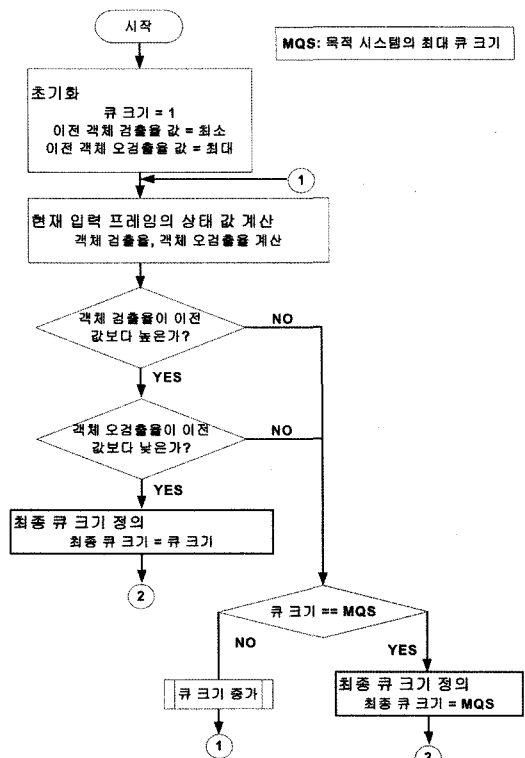 시작
MQS: 목적 시스템의 최대 큐 크기
초기화
큐 크기 = 1
이전 객체 검출율 값 = 최소
이전 객체 오검출율 값 = 최대
1
현재 입력 프레임의 상태 값 계산
객체 검출율, 객체 오검출율 계산
객체 검출율이 이전
값보다 높은가?
NO
YES
객체 오검출율이 이전
값보다 낮은가?
NO
YES
최종 큐 크기 정의
최종 큐 크기 = 큐 크기
2
큐 크기 == MQS
NO
YES
큐 크기 증가
최종 큐 크기 정의
최종 큐 크기 = MQS
1
2